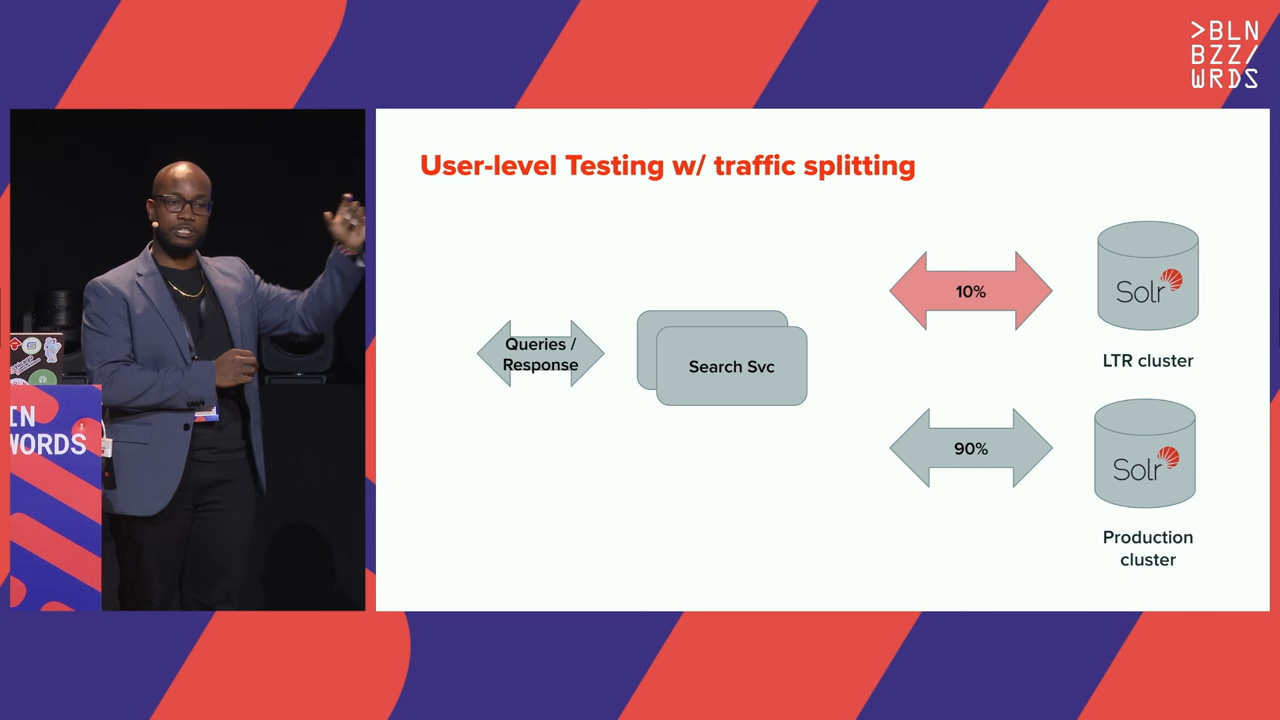 >BLN
BZZ/
WRDS
IN
WORDS
User-level Testing w/ traffic splitting
Queries /
Response
Search Svc
10%
Solr
LTR cluster
90%
Solr
Production
cluster